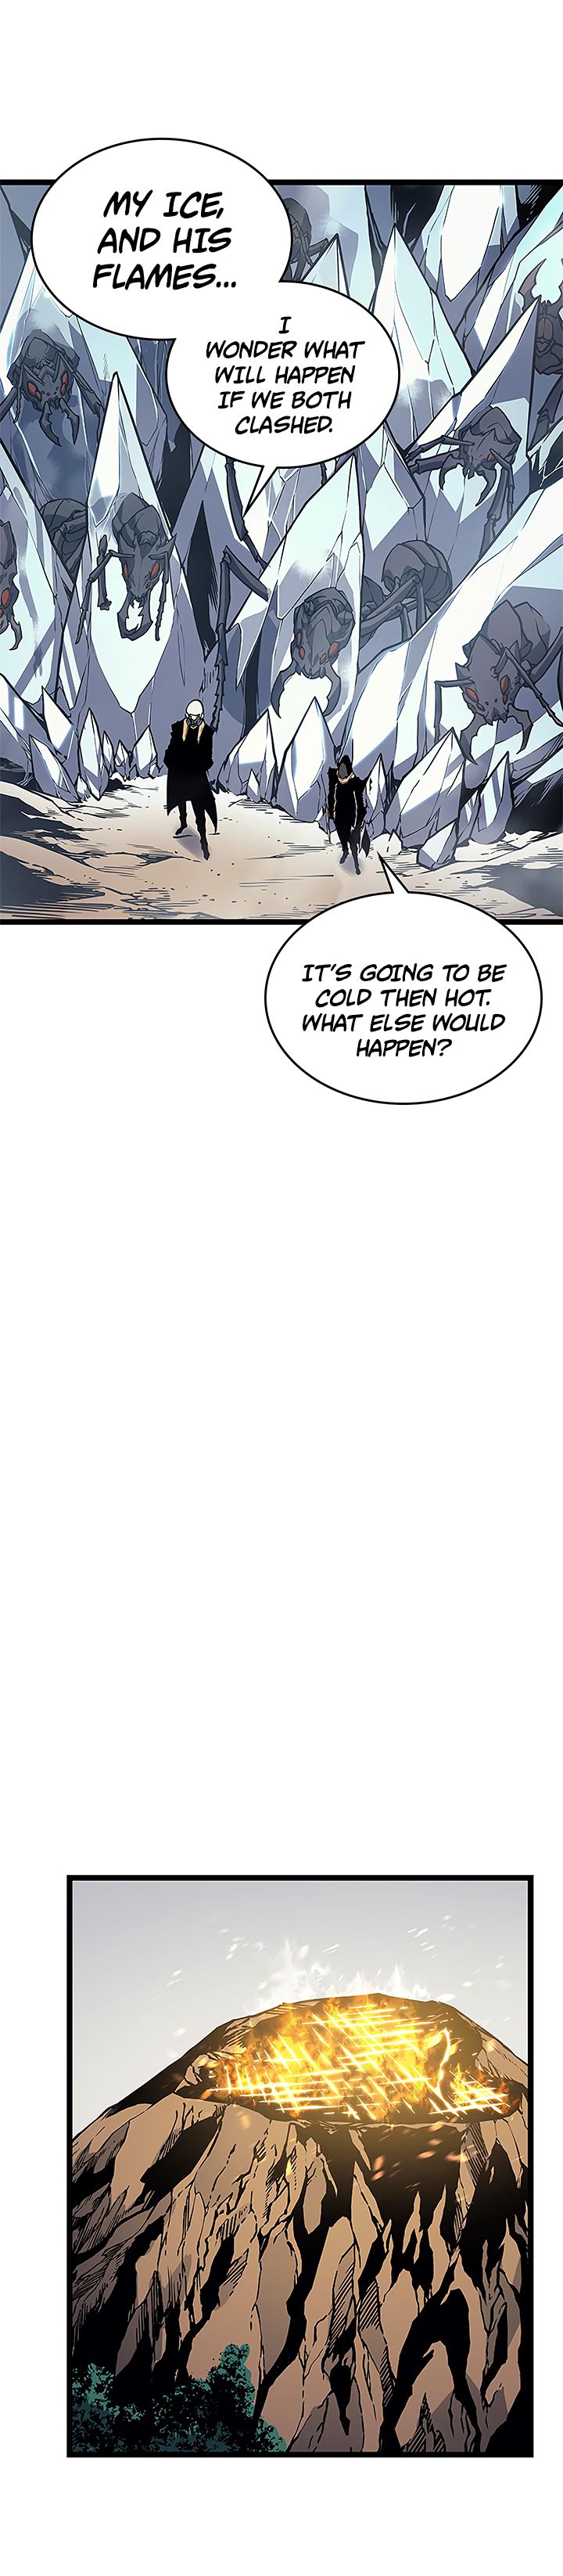 MY ICE,
AND HIS
FLAMES...
I
WONDER WHAT
WILL HAPPEN
IF WE BOTH
CLASHED.
IT'S GOING TO BE
COLD THEN HOT.
WHAT ELSE WOULD
HAPPEN?